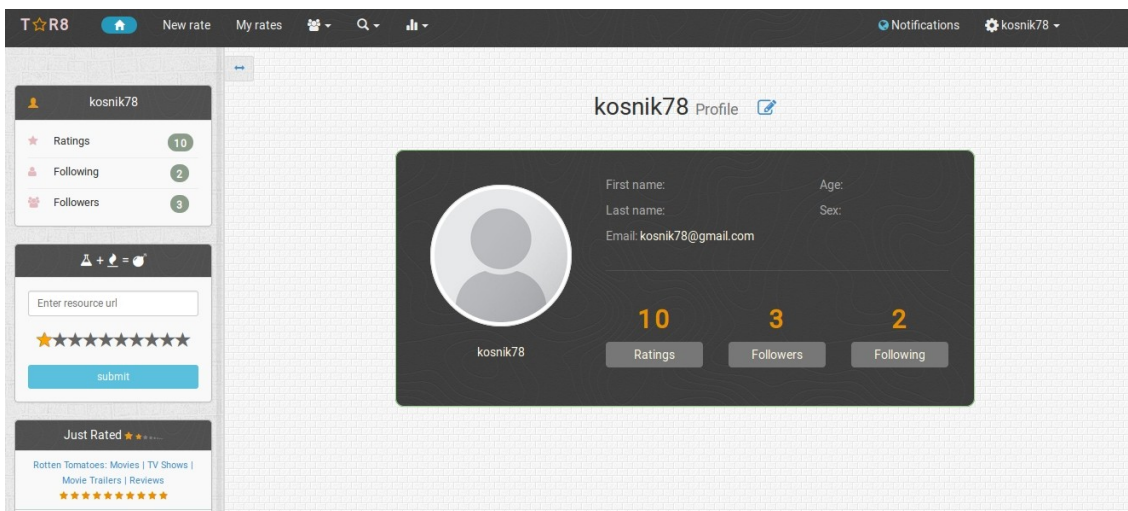 T☆R8
New rate
My rates
Notifications
kosnik78
kosnik78
Ratings 10
Following 2
Followers 3
+ =
Enter resource url
submit
Just Rated
Rotten Tomatoes: Movies | TV Shows |
Movie Trailers | Reviews
kosnik78 Profile
First name:
Age:
Last name:
Sex:
Email: kosnik78@gmail.com
kosnik78
10
3
2
Ratings
Followers
Following